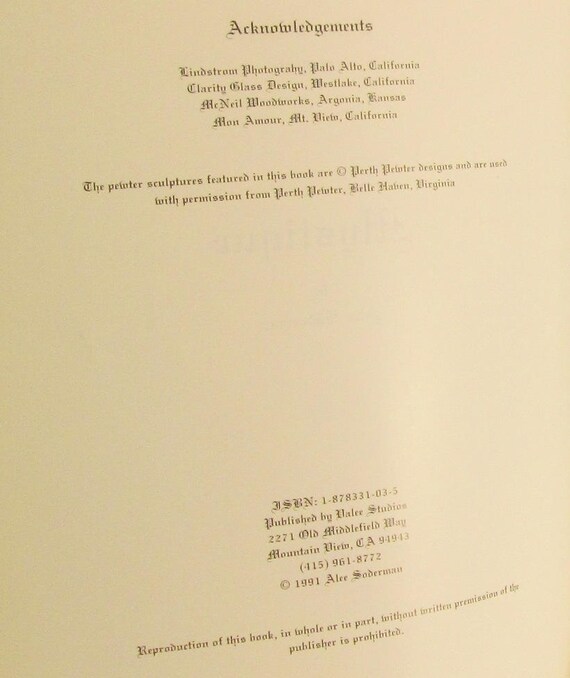 Acknowledgements
Lindstrom Photograhy, Palo Alto, California
Clarity Glass Design, Westlake, California
McNeil Woodworks, Argonia, Kansas
Mon Amour, Mt. View, California
The pewter sculptures featured in this book are © Perth Pewter designs and are used
with permission from Perth Pewter, Belle Haven, Virginia
ISBN: 1-878331-03-5
Published by Valee Studios
2271 Old Middlefield Way
Mountain View, CA 94943
(415) 961-8772
© 1991 Alee Soderman
Reproduction of this book, in whole or in part, without written premission of the
publisher is prohibited.